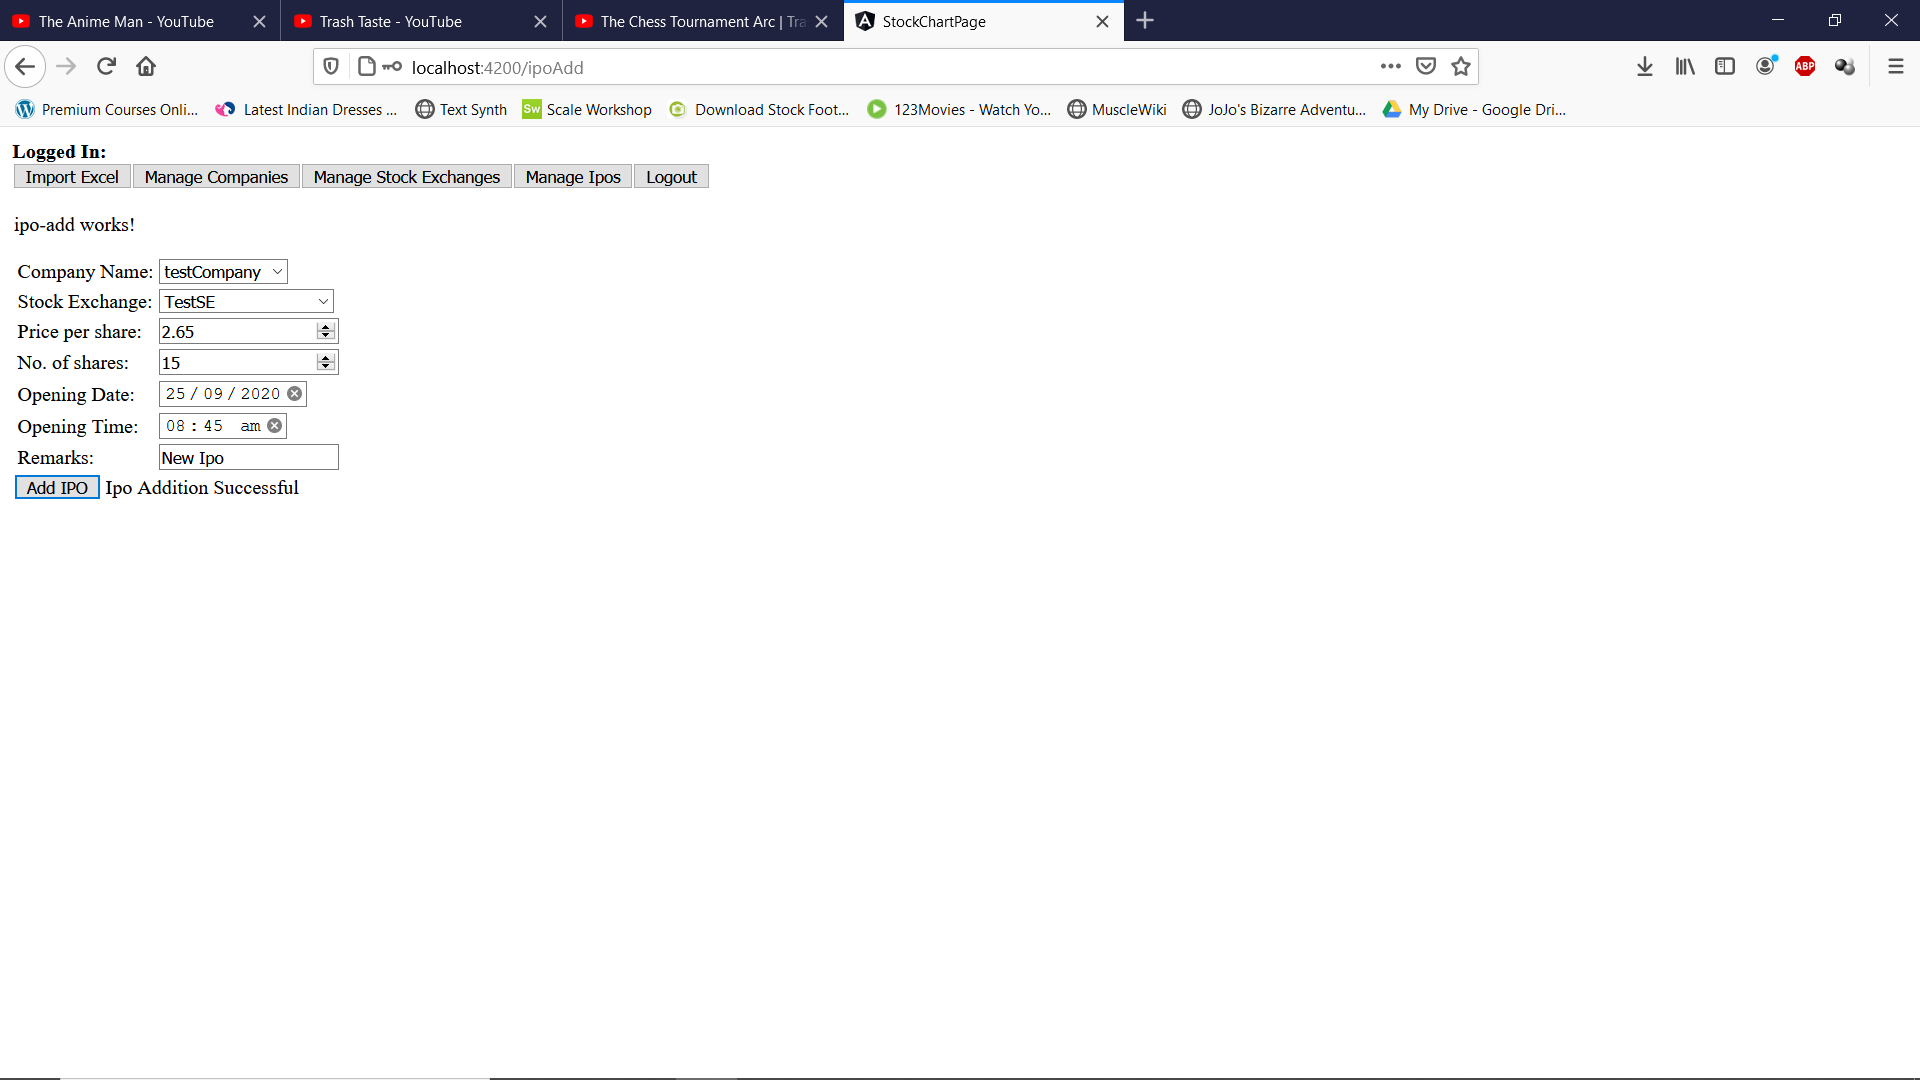 The Anime Man - YouTube
Trash Taste - YouTube
The Chess Tournament Arc | Tra
StockChartPage
localhost:4200/ipoAdd
ABP
Premium Courses Onli...
Latest Indian Dresses ...
Text Synth
Sw Scale Workshop
Download Stock Foot...
123Movies - Watch Yo...
MuscleWiki
JoJo's Bizarre Adventu...
My Drive - Google Dri...
Logged In:
Import Excel Manage Companies Manage Stock Exchanges Manage Ipos Logout
ipo-add works!
Company Name: testCompany
Stock Exchange: TestSE
Price per share: 2.65
No. of shares: 15
Opening Date: 25 / 09 / 2020
Opening Time: 08 : 45 am
Remarks: New Ipo
Add IPO Ipo Addition Successful